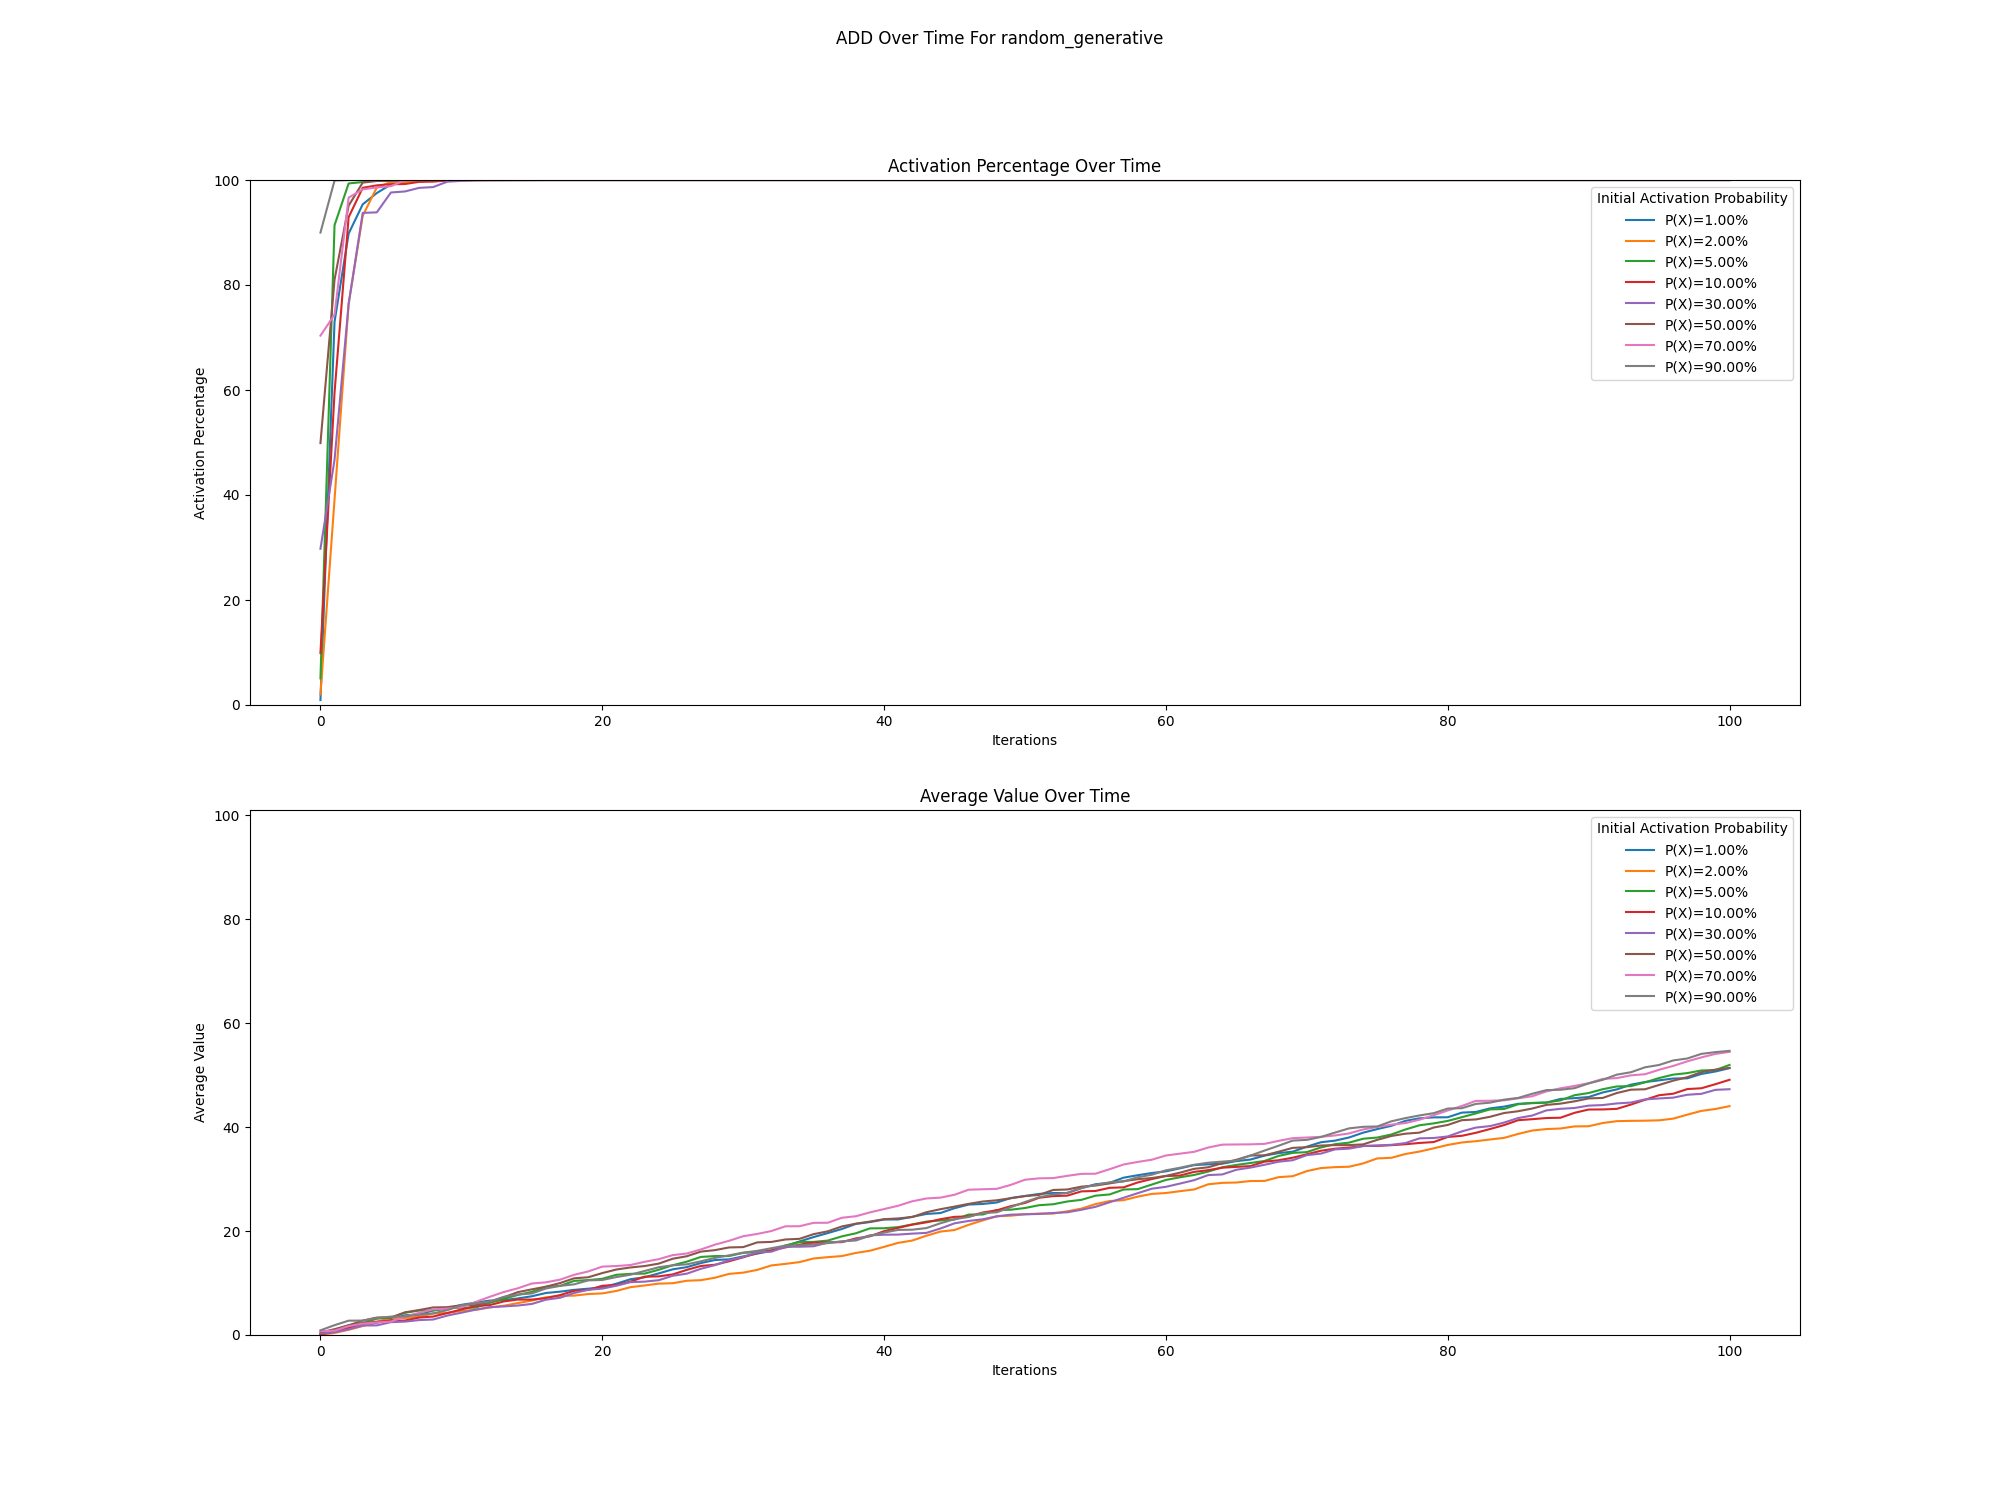 ADD Over Time For random_generative
Activation Percentage Over Time
100
80
60
40
20
0
Activation Percentage
Initial Activation Probability
P(X)=1.00%
P(X)=2.00%
P(X)=5.00%
P(X)=10.00%
P(X)=30.00%
P(X)=50.00%
P(X)=70.00%
P(X)=90.00%
0 20 40 60 80 100
Iterations
Average Value Over Time
100
80
60
40
20
0
Average Value
Initial Activation Probability
P(X)=1.00%
P(X)=2.00%
P(X)=5.00%
P(X)=10.00%
P(X)=30.00%
P(X)=50.00%
P(X)=70.00%
P(X)=90.00%
0 20 40 60 80 100
Iterations